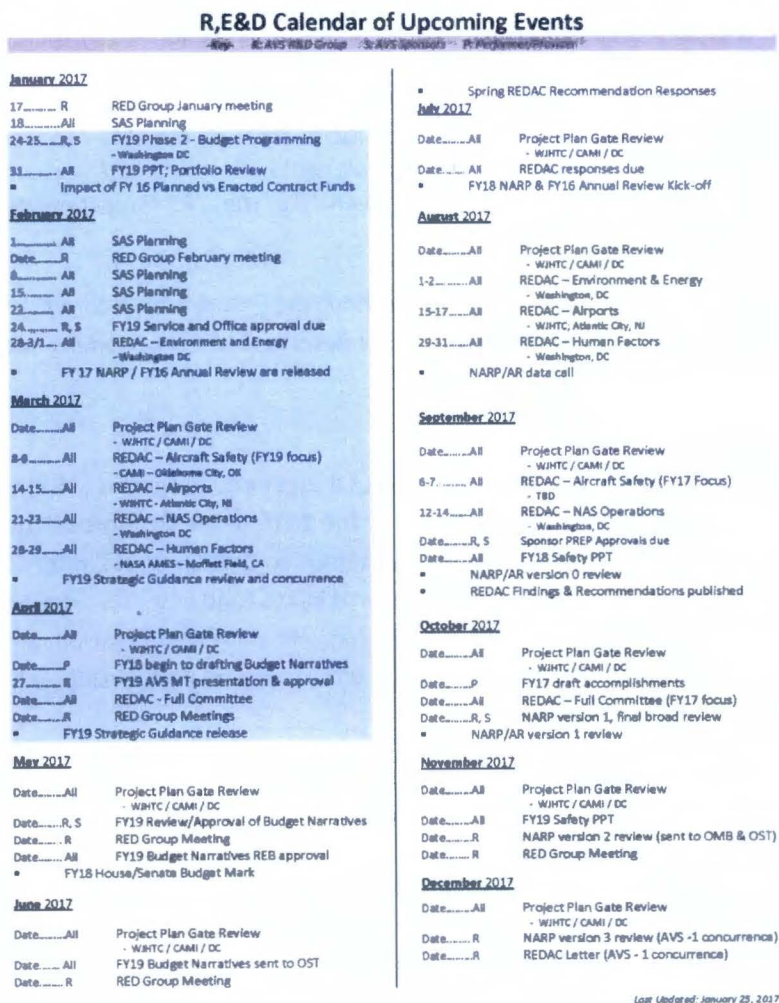 R,E&D Calendar of Upcoming Events
-Key- R: AVS R&D Group S: AVS Sponsors P: Performer/Provider
January 2017
17......... R RED Group January meeting
18...........All SAS Planning
24-25......R, S FY19 Phase 2 - Budget Programming
- Washington DC
31.......... All FY19 PPT; Portfolio Review
▪ Impact of FY 16 Planned vs Enacted Contract Funds
February 2017
1............ All SAS Planning
Date........R RED Group February meeting
8............ All SAS Planning
15.......... All SAS Planning
22.......... All SAS Planning
24.......... R, S FY19 Service and Office approval due
28-3/1.... All REDAC – Environment and Energy
- Washington DC
▪ FY 17 NARP / FY16 Annual Review are released
March 2017
Date........All Project Plan Gate Review
- WJHTC / CAMI / DC
8-9..........All REDAC – Aircraft Safety (FY19 focus)
- CAMI – Oklahoma City, OK
14-15......All REDAC – Airports
- WJHTC - Atlantic City, NJ
21-23......All REDAC – NAS Operations
- Washington DC
28-29......All REDAC – Human Factors
- NASA AMES – Moffett Field, CA
▪ FY19 Strategic Guidance review and concurrence
April 2017
Date........All Project Plan Gate Review
- WJHTC / CAMI / DC
Date........P FY18 begin to drafting Budget Narratives
27.......... R FY19 AVS MT presentation & approval
Date........All REDAC - Full Committee
Date........R RED Group Meetings
▪ FY19 Strategic Guidance release
May 2017
Date........All Project Plan Gate Review
- WJHTC / CAMI / DC
Date........R, S FY19 Review/Approval of Budget Narratives
Date...... . R RED Group Meeting
Date........ All FY19 Budget Narratives REB approval
▪ FY18 House/Senate Budget Mark
June 2017
Date........All Project Plan Gate Review
- WJHTC / CAMI / DC
Date....... All FY19 Budget Narratives sent to OST
Date........ R RED Group Meeting
▪ Spring REDAC Recommendation Responses
July 2017
Date........All Project Plan Gate Review
- WJHTC / CAMI / DC
Date....... All REDAC responses due
▪ FY18 NARP & FY16 Annual Review Kick-off
August 2017
Date........All Project Plan Gate Review
- WJHTC / CAMI / DC
1-2...........All REDAC – Environment & Energy
- Washington, DC
15-17......All REDAC – Airports
- WJHTC; Atlantic City, NJ
29-31......All REDAC – Human Factors
- Washington, DC
▪ NARP/AR data call
September 2017
Date........All Project Plan Gate Review
- WJHTC / CAMI / DC
6-7. ........ All REDAC – Aircraft Safety (FY17 Focus)
- TBD
12-14......All REDAC – NAS Operations
- Washington, DC
Date........R, S Sponsor PREP Approvals due
Date........All FY18 Safety PPT
▪ NARP/AR version 0 review
▪ REDAC Findings & Recommendations published
October 2017
Date........All Project Plan Gate Review
- WJHTC / CAMI / DC
Date........P FY17 draft accomplishments
Date........All REDAC – Full Committee (FY17 focus)
Date........R, S NARP version 1, final broad review
▪ NARP/AR version 1 review
November 2017
Date........All Project Plan Gate Review
- WJHTC / CAMI / DC
Date........All FY19 Safety PPT
Date........R NARP version 2 review (sent to OMB & OST)
Date........ R RED Group Meeting
December 2017
Date........All Project Plan Gate Review
- WJHTC / CAMI / DC
Date........ R NARP version 3 review (AVS -1 concurrence)
Date........R REDAC Letter (AVS - 1 concurrence)
Last Updated: January 25, 2017